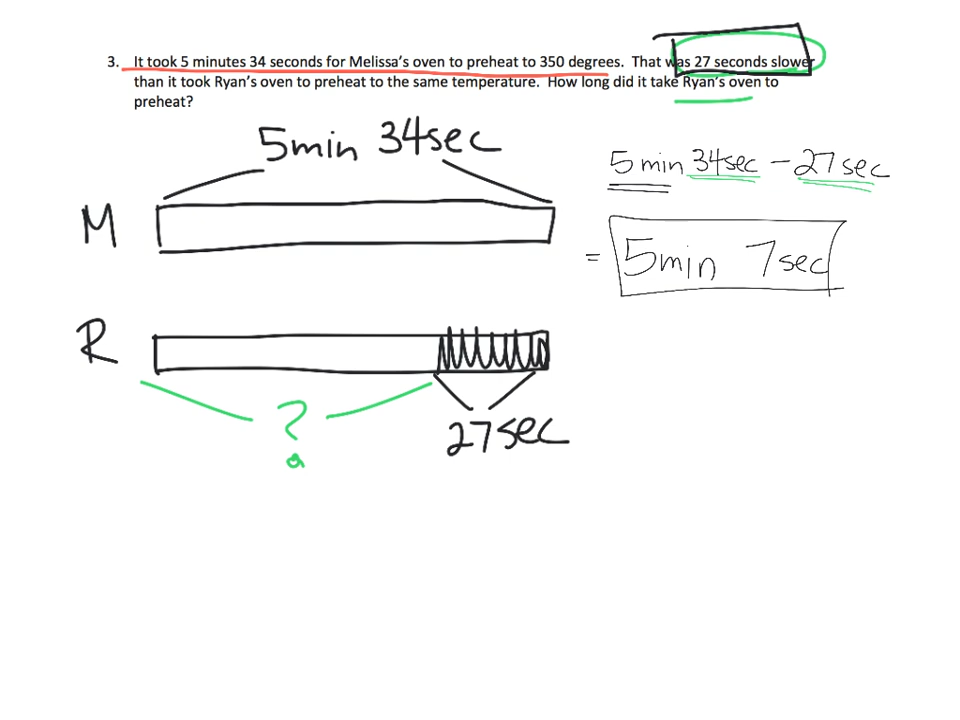 3. It took 5 minutes 34 seconds for Melissa's oven to preheat to 350 degrees. That was 27 seconds slower
than it took Ryan's oven to preheat to the same temperature. How long did it take Ryan's oven to
preheat?
5min 34sec
5 min 34sec - 27 sec
M
= 5min 7sec
R
?
27sec